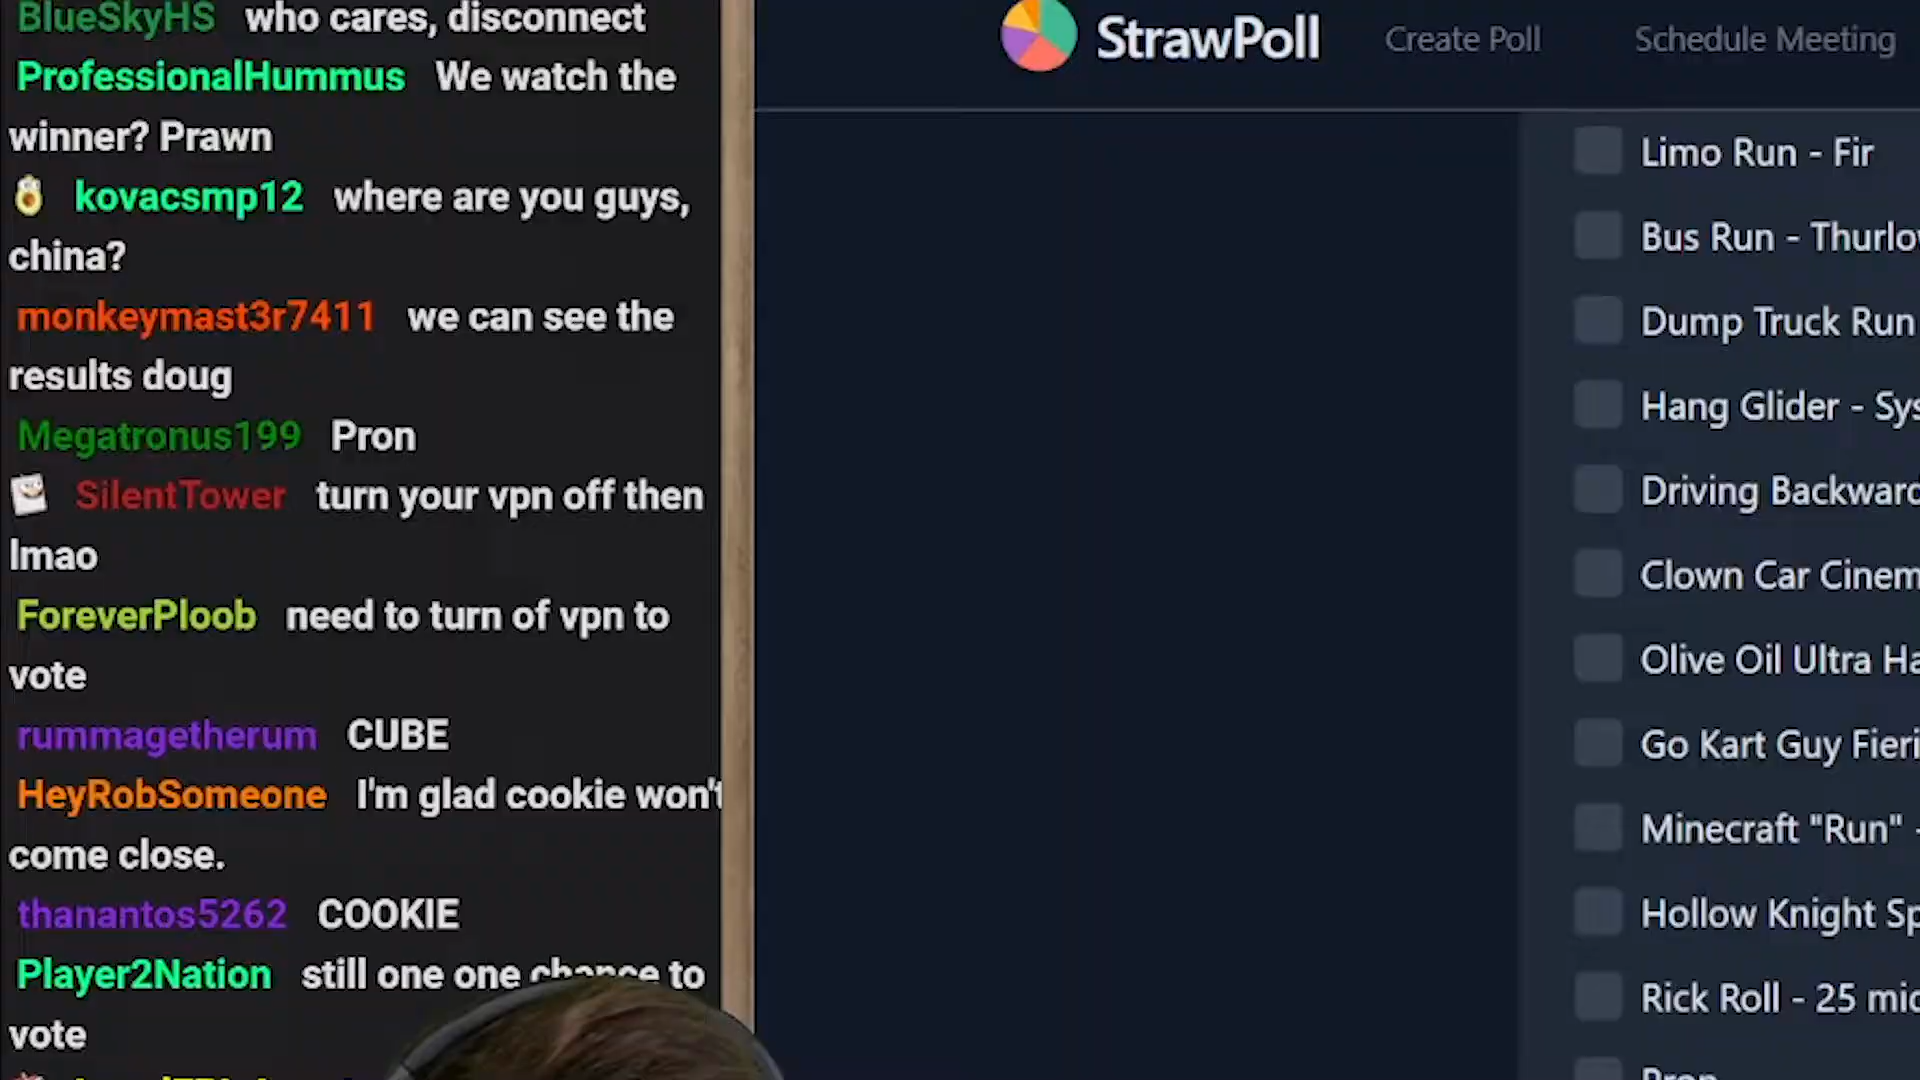 BlueSkyHS who cares, disconnect
ProfessionalHummus We watch the
winner? Prawn
kovacsmp12 where are you guys,
china?
monkeymast3r7411 we can see the
results doug
Megatronus199 Pron
SilentTower turn your vpn off then
lmao
ForeverPloob need to turn of vpn to
vote
rummagetherum CUBE
HeyRobSomeone I'm glad cookie won't
come close.
thanantos5262 COOKIE
Player2Nation still one one chance to
vote
StrawPoll Create Poll Schedule Meeting
Limo Run - Fir
Bus Run - Thurlow
Dump Truck Run
Hang Glider - Sys
Driving Backward
Clown Car Cinem
Olive Oil Ultra Ha
Go Kart Guy Fieri
Minecraft "Run" -
Hollow Knight Sp
Rick Roll - 25 mic
Pron